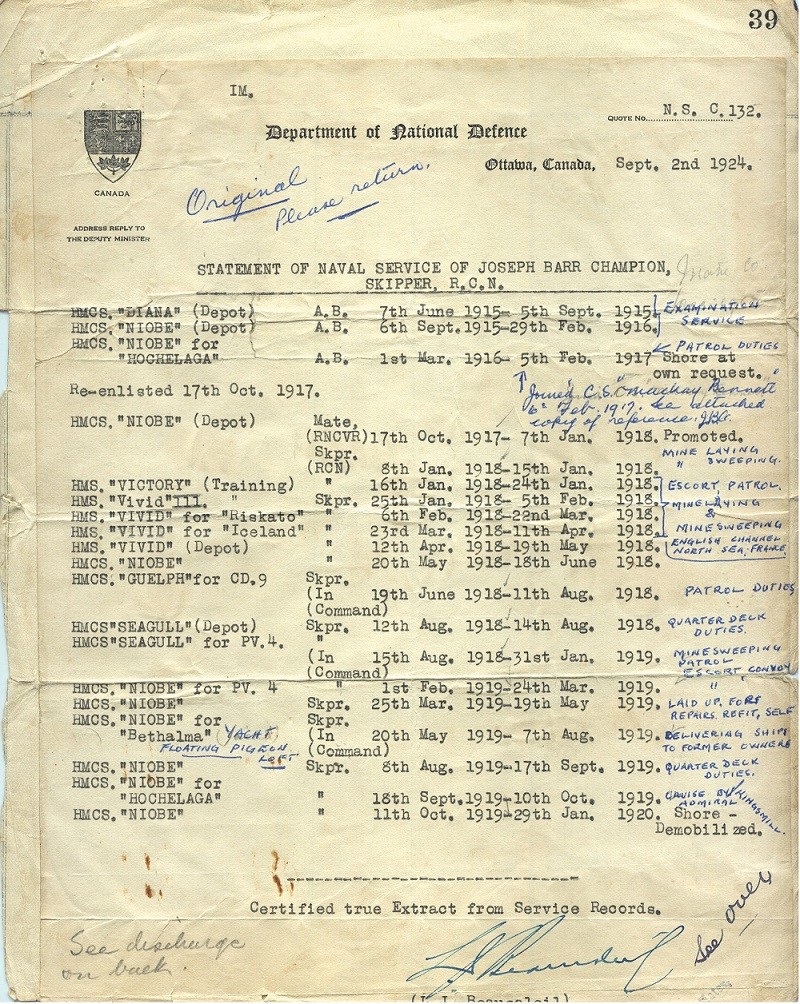 39
IM.
QUOTE NO. N. S. C. 132.
Department of National Defence
Ottawa, Canada, Sept. 2nd 1924.
CANADA
Original
Please return.
ADDRESS REPLY TO
THE DEPUTY MINISTER
STATEMENT OF NAVAL SERVICE OF JOSEPH BARR CHAMPION,
SKIPPER, R.C.N.
HMCS. "DIANA" (Depot) A.B. 7th June 1915- 5th Sept. 1915. EXAMINATION
HMCS. "NIOBE" (Depot) A.B. 6th Sept. 1915-29th Feb. 1916. SERVICE
HMCS. "NIOBE" for
"HOCHELAGA" A.B. 1st Mar. 1916- 5th Feb. 1917 Shore at
PATROL DUTIES
own request.
Re-enlisted 17th Oct. 1917.
Joined C.S. "Mackay Bennett"
6th Feb. 1917. See attached
copy of reference. JBC.
HMCS. "NIOBE" (Depot) Mate,
(RNCVR) 17th Oct. 1917- 7th Jan. 1918. Promoted.
Skpr. MINE LAYING
(RCN) 8th Jan. 1918-15th Jan. 1918. " SWEEPING.
HMS. "VICTORY" (Training) " 16th Jan. 1918-24th Jan. 1918. ESCORT, PATROL.
HMS. "Vivid" III. " Skpr. 25th Jan. 1918- 5th Feb. 1918. MINELAYING
HMS. "VIVID" for "Riskato" " 6th Feb. 1918-22nd Mar. 1918. &
HMS. "VIVID" for "Iceland" " 23rd Mar. 1918-11th Apr. 1918. MINESWEEPING
HMS. "VIVID" (Depot) " 12th Apr. 1918-19th May 1918. ENGLISH CHANNEL
NORTH SEA, FRANCE
HMCS. "NIOBE" " 20th May 1918-18th June 1918.
HMCS. "GUELPH" for CD.9 Skpr.
(In 19th June 1918-11th Aug. 1918. PATROL DUTIES
(Command)
HMCS "SEAGULL" (Depot) Skpr. 12th Aug. 1918-14th Aug. 1918. QUARTER DECK
DUTIES.
HMCS "SEAGULL" for PV.4. "
(In 15th Aug. 1918-31st Jan. 1919. MINESWEEPING
PATROL
(Command) ESCORT CONVOY
HMCS. "NIOBE" for PV. 4 " 1st Feb. 1919-24th Mar. 1919. " "
HMCS. "NIOBE" Skpr. 25th Mar. 1919-19th May 1919. LAID UP, FOR
REPAIRS, REFIT, SELF
HMCS. "NIOBE" for Skpr.
"Bethalma" YACHT (In 20th May 1919- 7th Aug. 1919. DELIVERING SHIP
FLOATING PIGEON (Command) TO FORMER OWNERS
LOFT
HMCS. "NIOBE" Skpr. 8th Aug. 1919-17th Sept. 1919. QUARTER DECK
DUTIES.
HMCS. "NIOBE" for
"HOCHELAGA" " 18th Sept. 1919-10th Oct. 1919. CRUISE BY
ADMIRAL KINGSMILL.
HMCS. "NIOBE" " 11th Oct. 1919-29th Jan. 1920. Shore -
Demobilized.
Certified true Extract from Service Records.
See over
See discharge
on back.